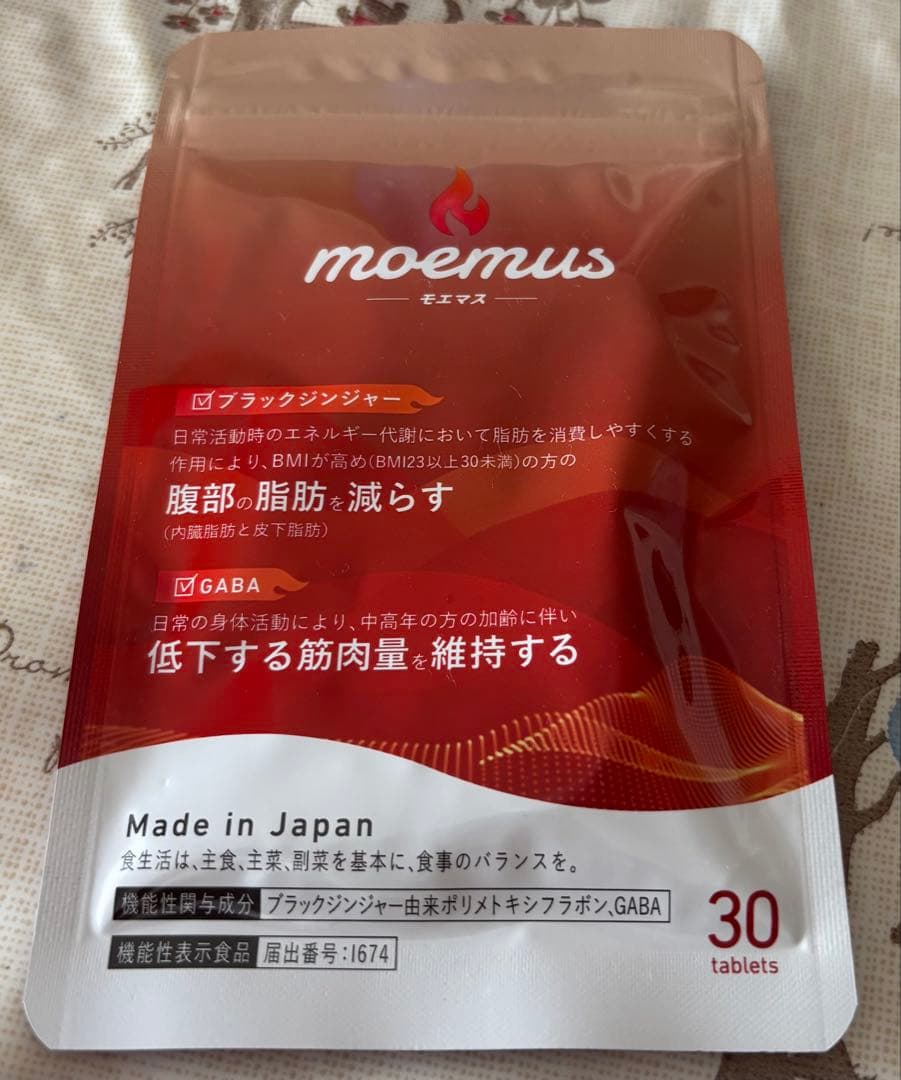 moemus
モエマス
ブラックジンジャー
日常活動時のエネルギー代謝において脂肪を消費しやすくする
作用により、BMIが高め(BMI23以上30未満)の方の
腹部の脂肪を減らす
(内臓脂肪と皮下脂肪)
GABA
日常の身体活動により、中高年の方の加齢に伴い
低下する筋肉量を維持する
Made in Japan
食生活は、主食、主菜、副菜を基本に、食事のバランスを。
機能性関与成分 ブラックジンジャー由来ポリメトキシフラボン、GABA
機能性表示食品 届出番号:I674
30
tablets